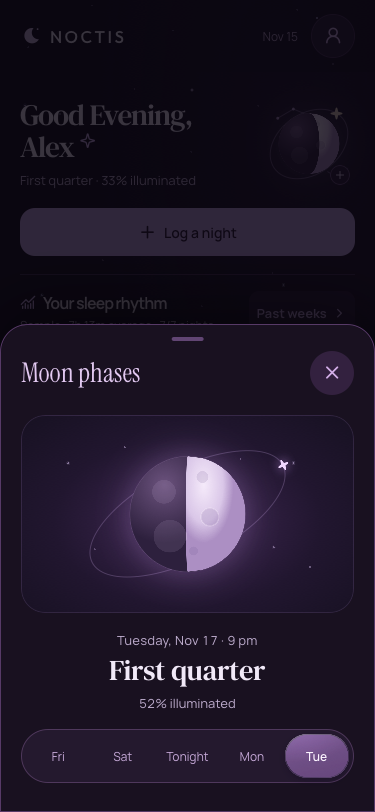 NOCTIS
Nov 15
Good Evening,
Alex
First quarter · 33% illuminated
Log a night
Your sleep rhythm
Past weeks
Moon phases
Tuesday, Nov 17 · 9 pm
First quarter
52% illuminated
Fri Sat Tonight Mon Tue